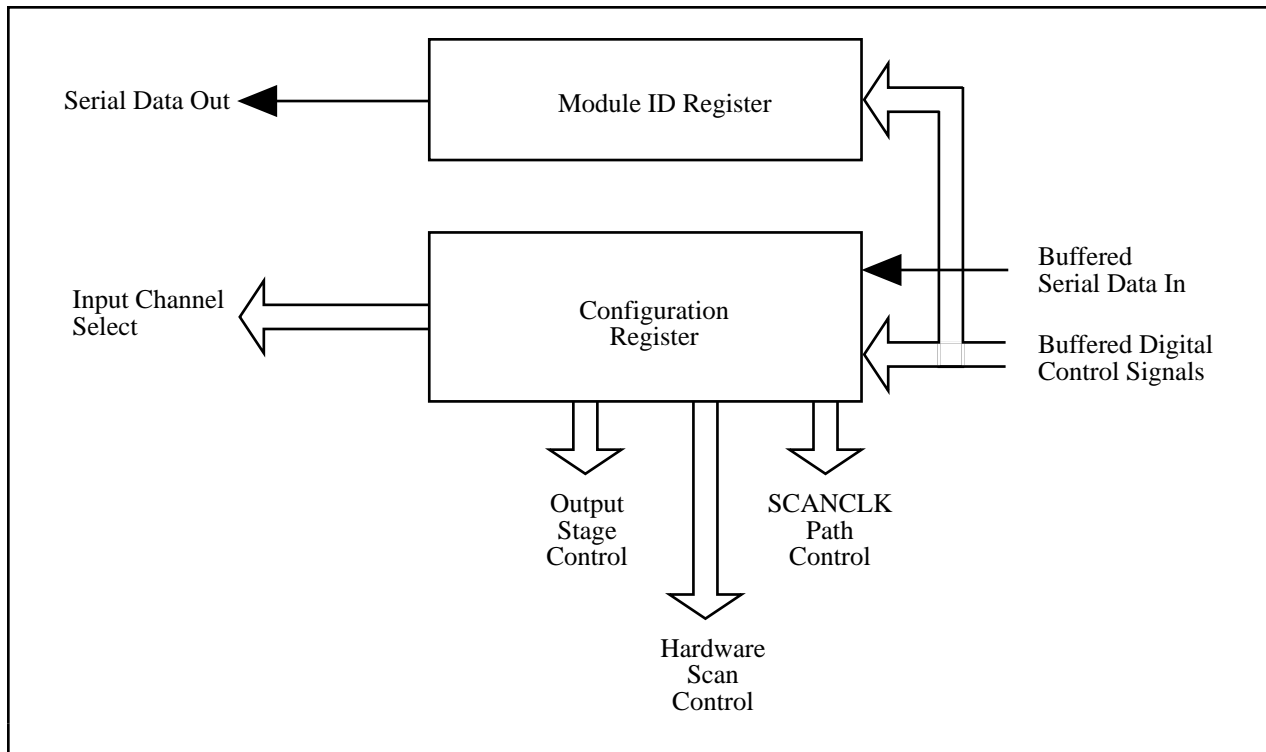 Serial Data Out
Module ID Register
Buffered
Serial Data In
Input Channel
Select
Configuration
Register
Buffered Digital
Control Signals
Output
Stage
Control
SCANCLK
Path
Control
Hardware
Scan
Control